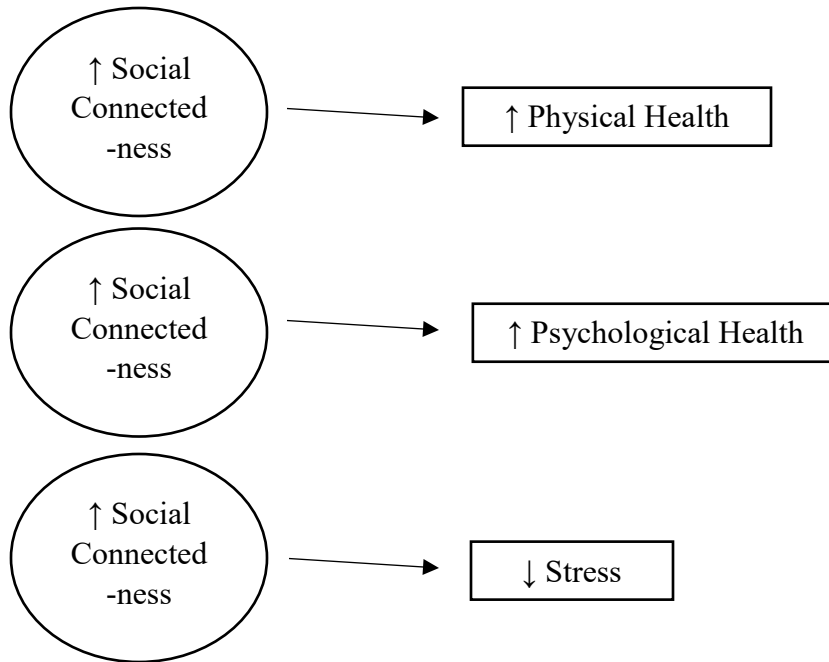 ↑ Social
Connected
-ness
↑ Physical Health
↑ Social
Connected
-ness
↑ Psychological Health
↑ Social
Connected
-ness
↓ Stress